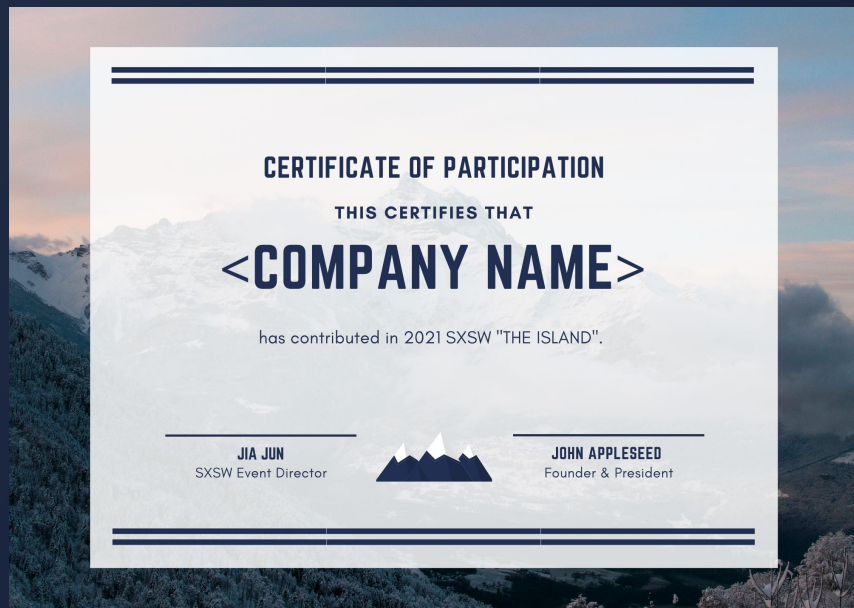 CERTIFICATE OF PARTICIPATION
THIS CERTIFIES THAT
<COMPANY NAME>
has contributed in 2021 SXSW "THE ISLAND".
JIA JUN
SXSW Event Director
JOHN APPLESEED
Founder & President